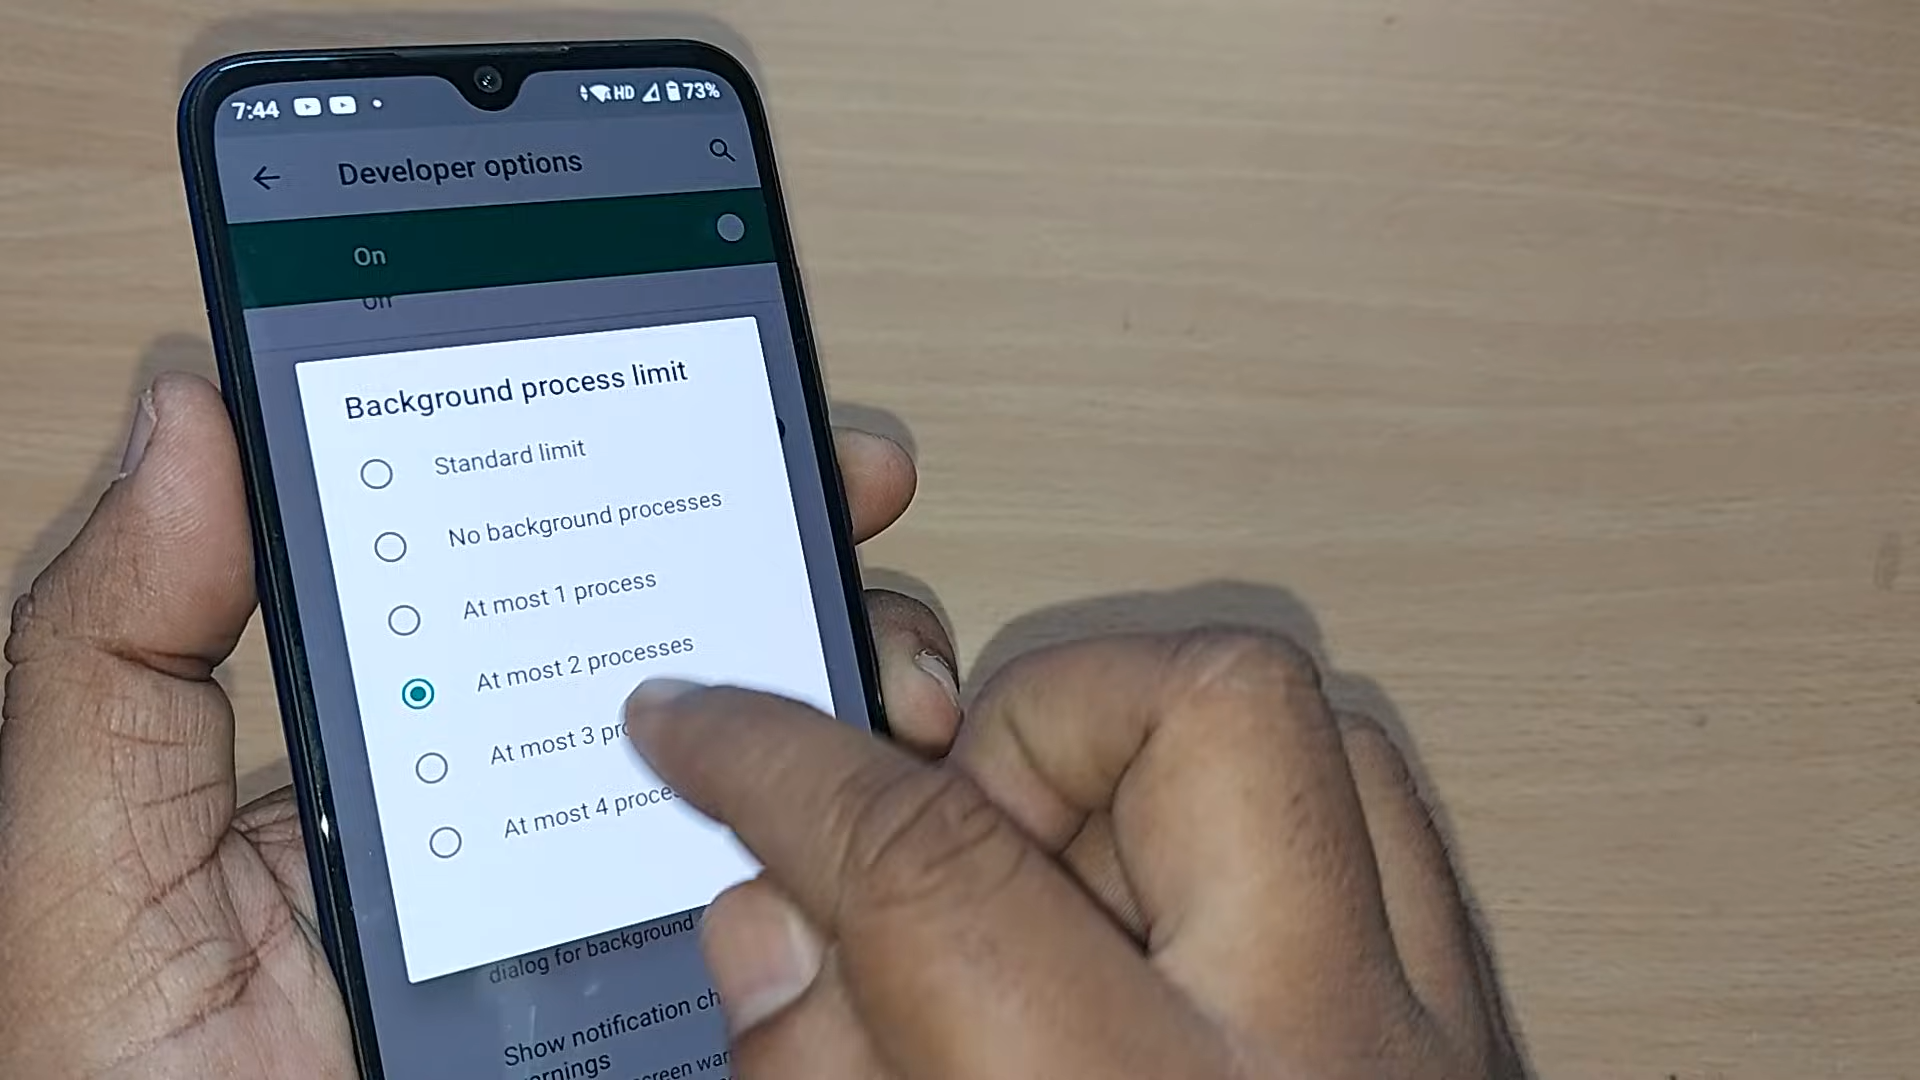 7:44 HD 73%
Developer options
On
Off
Background process limit
Standard limit
No background processes
At most 1 process
At most 2 processes
At most 3
At most 4
dialog for background
Show notification